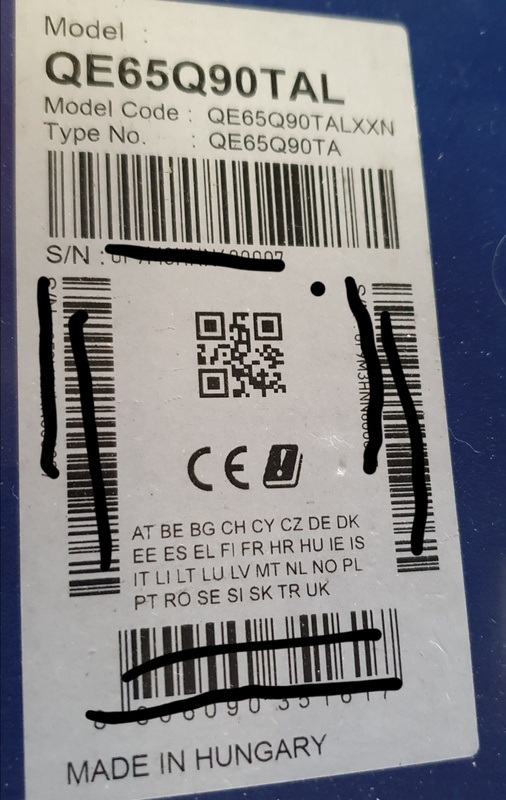 Model :
QE65Q90TAL
Model Code : QE65Q90TALXXN
Type No. : QE65Q90TA
S/N :
CE
AT BE BG CH CY CZ DE DK
EE ES EL FI FR HR HU IE IS
IT LI LT LU LV MT NL NO PL
PT RO SE SI SK TR UK
MADE IN HUNGARY